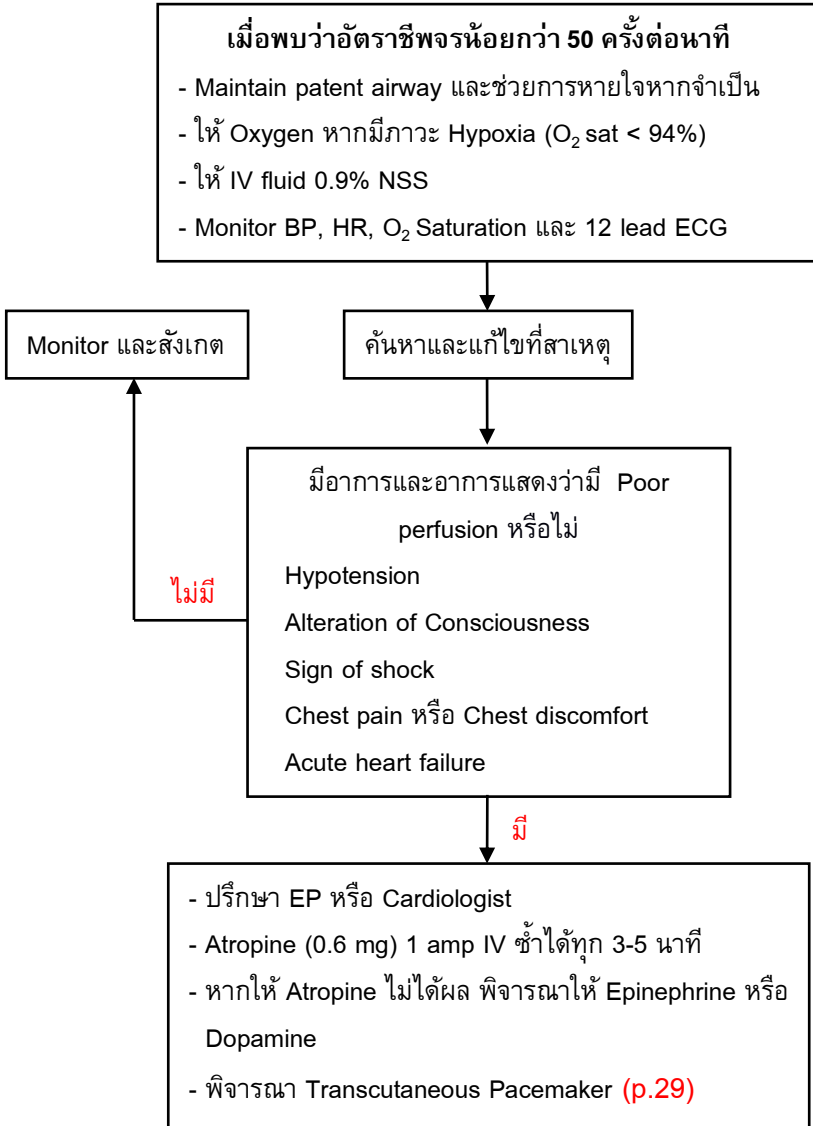 เมื่อพบว่าอัตราชีพจรน้อยกว่า 50 ครั้งต่อนาที
- Maintain patent airway และช่วยการหายใจหากจำเป็น
- ให้ Oxygen หากมีภาวะ Hypoxia (O₂ sat < 94%)
- ให้ IV fluid 0.9% NSS
- Monitor BP, HR, O₂ Saturation และ 12 lead ECG
Monitor และสังเกต
ค้นหาและแก้ไขที่สาเหตุ
มีอาการและอาการแสดงว่ามี Poor
perfusion หรือไม่
Hypotension
Alteration of Consciousness
Sign of shock
Chest pain หรือ Chest discomfort
Acute heart failure
ไม่มี
มี
- ปรึกษา EP หรือ Cardiologist
- Atropine (0.6 mg) 1 amp IV ซ้ำได้ทุก 3-5 นาที
- หากให้ Atropine ไม่ได้ผล พิจารณาให้ Epinephrine หรือ
Dopamine
- พิจารณา Transcutaneous Pacemaker (p.29)